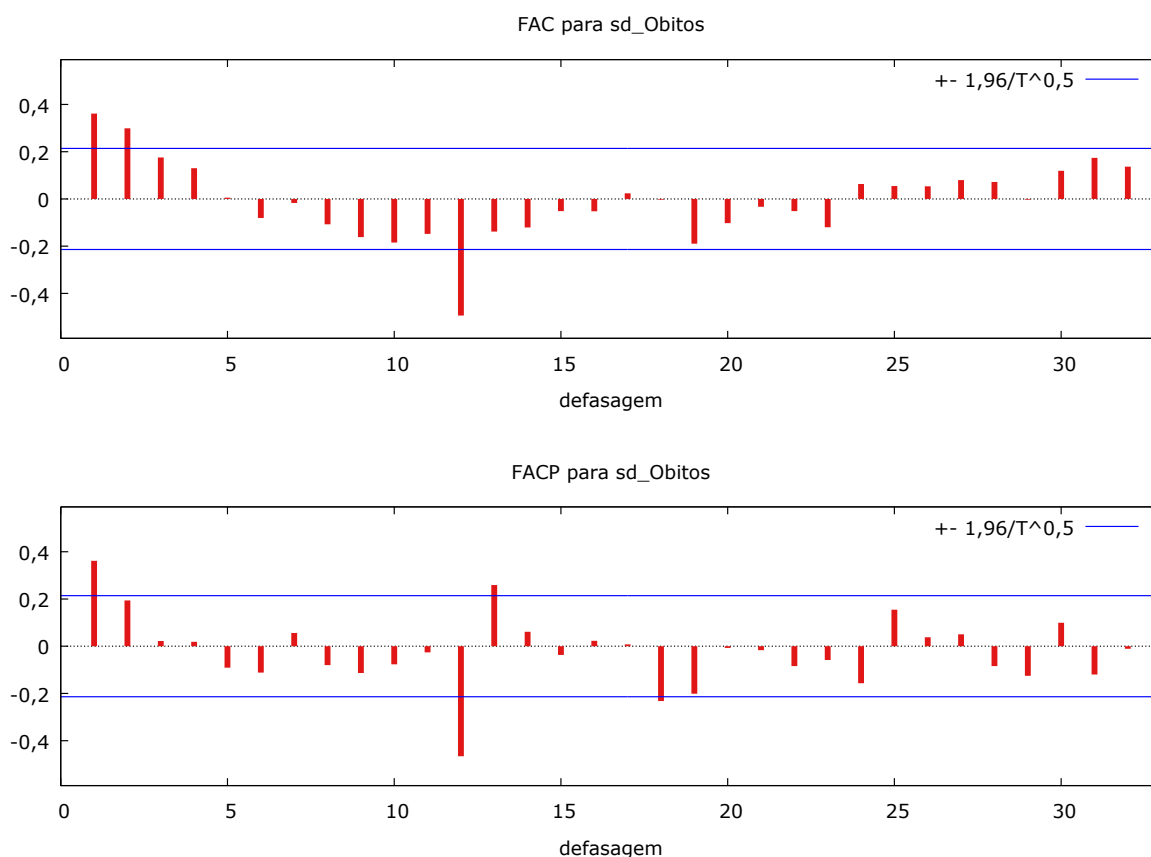 FAC para sd_Obitos
+- 1,96/T^0,5
0,4
0,2
0
-0,2
-0,4
0 5 10 15 20 25 30
defasagem
FACP para sd_Obitos
+- 1,96/T^0,5
0,4
0,2
0
-0,2
-0,4
0 5 10 15 20 25 30
defasagem